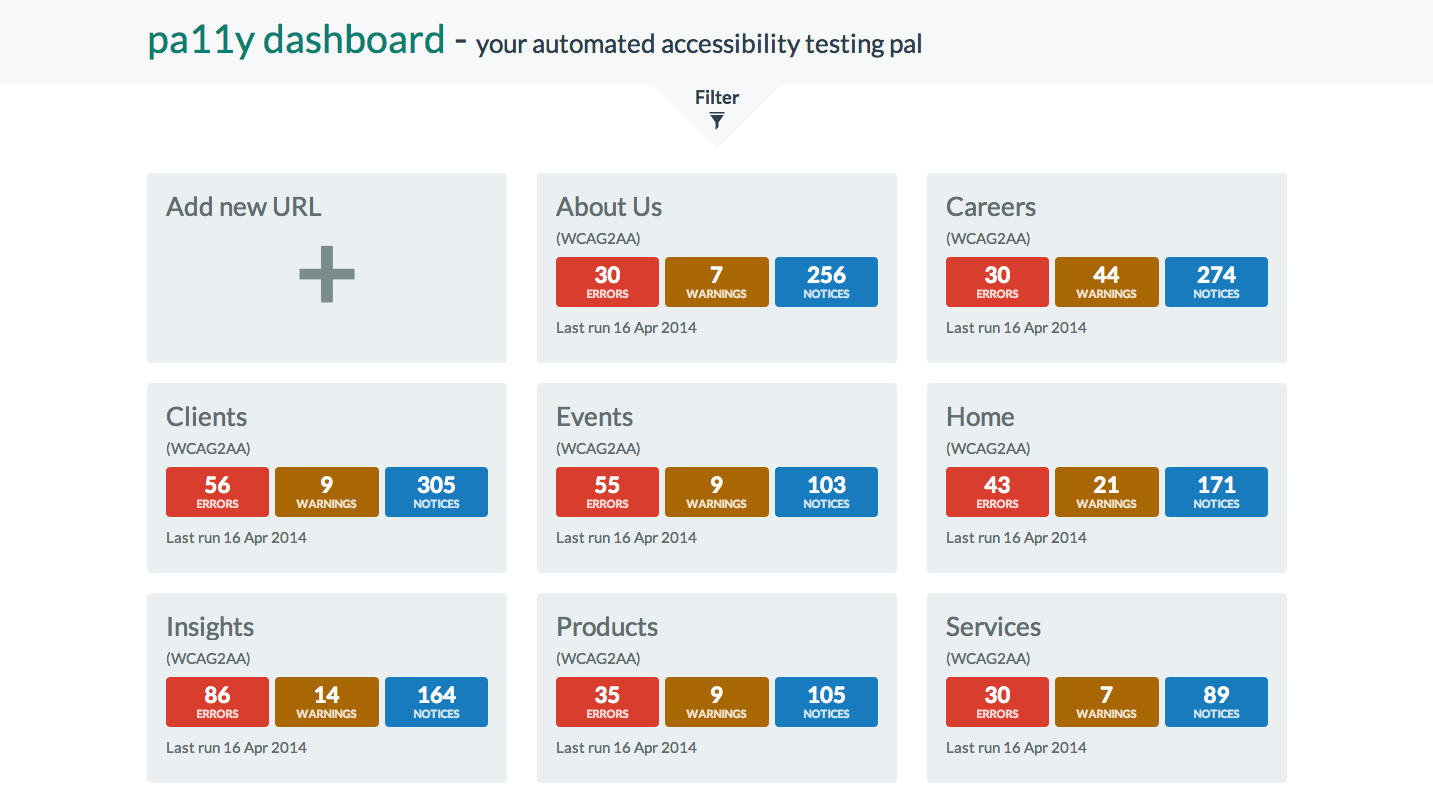 pa11y dashboard - your automated accessibility testing pal
Filter
Add new URL
About Us
(WCAG2AA)
30 7 256
ERRORS WARNINGS NOTICES
Last run 16 Apr 2014
Careers
(WCAG2AA)
30 44 274
ERRORS WARNINGS NOTICES
Last run 16 Apr 2014
Clients
(WCAG2AA)
56 9 305
ERRORS WARNINGS NOTICES
Last run 16 Apr 2014
Events
(WCAG2AA)
55 9 103
ERRORS WARNINGS NOTICES
Last run 16 Apr 2014
Home
(WCAG2AA)
43 21 171
ERRORS WARNINGS NOTICES
Last run 16 Apr 2014
Insights
(WCAG2AA)
86 14 164
ERRORS WARNINGS NOTICES
Last run 16 Apr 2014
Products
(WCAG2AA)
35 9 105
ERRORS WARNINGS NOTICES
Last run 16 Apr 2014
Services
(WCAG2AA)
30 7 89
ERRORS WARNINGS NOTICES
Last run 16 Apr 2014